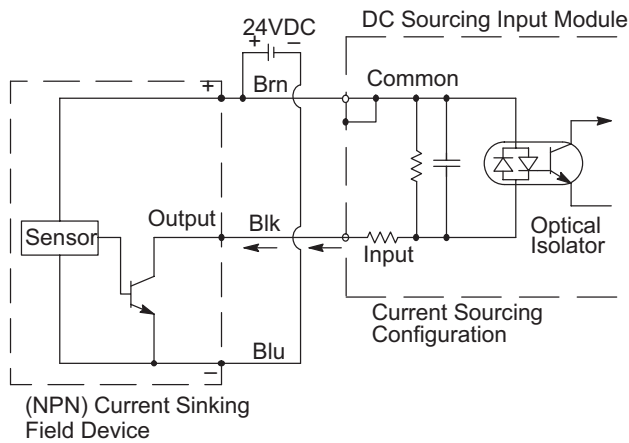 24VDC
+ –
DC Sourcing Input Module
+
Brn
Common
Output
Blk
Sensor
Input
Optical
Isolator
Current Sourcing
Configuration
Blu
–
(NPN) Current Sinking
Field Device